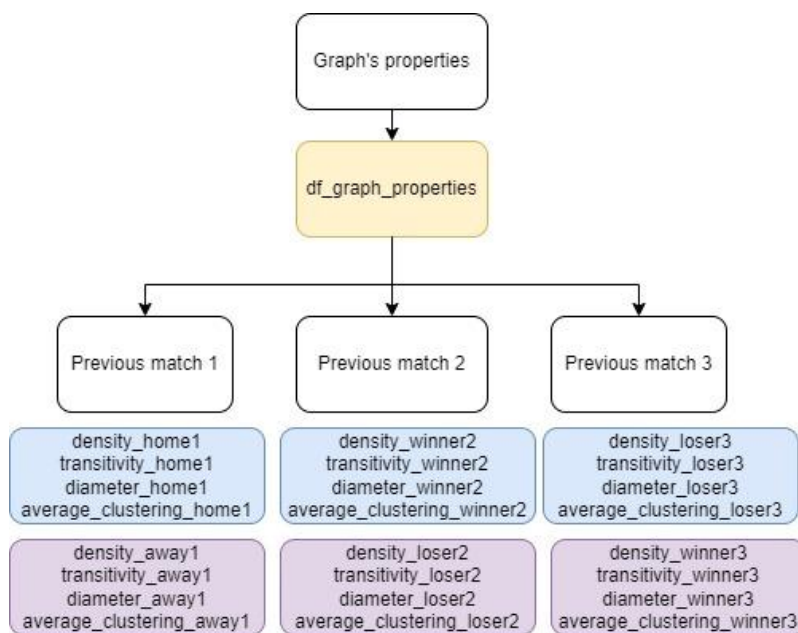 Graph's properties
df_graph_properties
Previous match 1
Previous match 2
Previous match 3
density_home1
transitivity_home1
diameter_home1
average_clustering_home1
density_winner2
transitivity_winner2
diameter_winner2
average_clustering_winner2
density_loser3
transitivity_loser3
diameter_loser3
average_clustering_loser3
density_away1
transitivity_away1
diameter_away1
average_clustering_away1
density_loser2
transitivity_loser2
diameter_loser2
average_clustering_loser2
density_winner3
transitivity_winner3
diameter_winner3
average_clustering_winner3